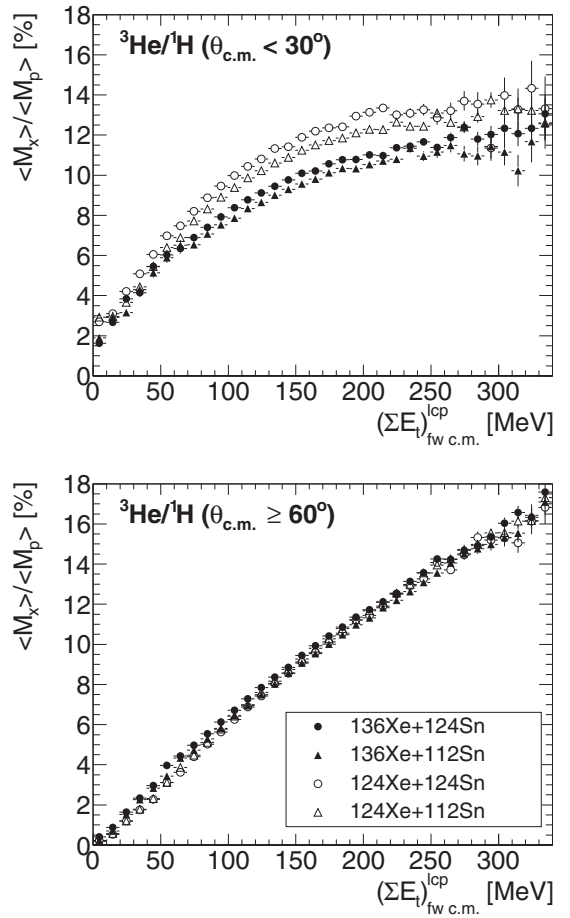 ³He/¹H (θc.m. < 30°)
<Mx>/<Mp> [%]
18
16
14
12
10
8
6
4
2
0
0 50 100 150 200 250 300
(ΣEt)lcp fw c.m. [MeV]
³He/¹H (θc.m. ≥ 60°)
<Mx>/<Mp> [%]
18
16
14
12
10
8
6
4
2
0
136Xe+124Sn
136Xe+112Sn
124Xe+124Sn
124Xe+112Sn
0 50 100 150 200 250 300
(ΣEt)lcp fw c.m. [MeV]